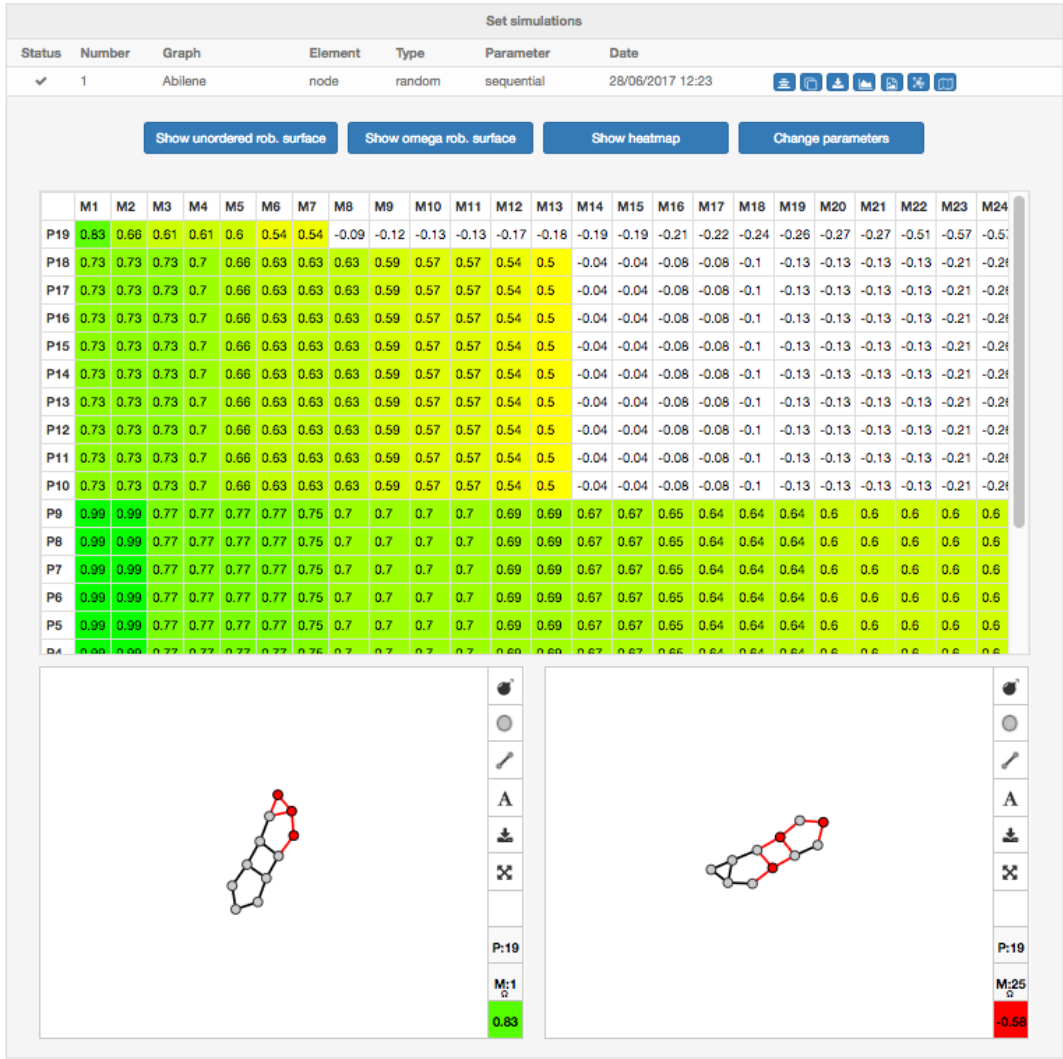 Set simulations
Status Number Graph Element Type Parameter Date
1 Abilene node random sequential 28/06/2017 12:23
Show unordered rob. surface Show omega rob. surface Show heatmap Change parameters
M1 M2 M3 M4 M5 M6 M7 M8 M9 M10 M11 M12 M13 M14 M15 M16 M17 M18 M19 M20 M21 M22 M23 M24
P19 0.83 0.66 0.61 0.61 0.6 0.54 0.54 -0.09 -0.12 -0.13 -0.13 -0.17 -0.18 -0.19 -0.19 -0.21 -0.22 -0.24 -0.26 -0.27 -0.27 -0.51 -0.57
P18 0.73 0.73 0.73 0.7 0.66 0.63 0.63 0.63 0.59 0.57 0.57 0.54 0.5 -0.04 -0.04 -0.08 -0.08 -0.1 -0.13 -0.13 -0.13 -0.13 -0.21
P17 0.73 0.73 0.73 0.7 0.66 0.63 0.63 0.63 0.59 0.57 0.57 0.54 0.5 -0.04 -0.04 -0.08 -0.08 -0.1 -0.13 -0.13 -0.13 -0.13 -0.21
P16 0.73 0.73 0.73 0.7 0.66 0.63 0.63 0.63 0.59 0.57 0.57 0.54 0.5 -0.04 -0.04 -0.08 -0.08 -0.1 -0.13 -0.13 -0.13 -0.13 -0.21
P15 0.73 0.73 0.73 0.7 0.66 0.63 0.63 0.63 0.59 0.57 0.57 0.54 0.5 -0.04 -0.04 -0.08 -0.08 -0.1 -0.13 -0.13 -0.13 -0.13 -0.21
P14 0.73 0.73 0.73 0.7 0.66 0.63 0.63 0.63 0.59 0.57 0.57 0.54 0.5 -0.04 -0.04 -0.08 -0.08 -0.1 -0.13 -0.13 -0.13 -0.13 -0.21
P13 0.73 0.73 0.73 0.7 0.66 0.63 0.63 0.63 0.59 0.57 0.57 0.54 0.5 -0.04 -0.04 -0.08 -0.08 -0.1 -0.13 -0.13 -0.13 -0.13 -0.21
P12 0.73 0.73 0.73 0.7 0.66 0.63 0.63 0.63 0.59 0.57 0.57 0.54 0.5 -0.04 -0.04 -0.08 -0.08 -0.1 -0.13 -0.13 -0.13 -0.13 -0.21
P11 0.73 0.73 0.73 0.7 0.66 0.63 0.63 0.63 0.59 0.57 0.57 0.54 0.5 -0.04 -0.04 -0.08 -0.08 -0.1 -0.13 -0.13 -0.13 -0.13 -0.21
P10 0.73 0.73 0.73 0.7 0.66 0.63 0.63 0.63 0.59 0.57 0.57 0.54 0.5 -0.04 -0.04 -0.08 -0.08 -0.1 -0.13 -0.13 -0.13 -0.13 -0.21
P9 0.99 0.99 0.77 0.77 0.77 0.77 0.75 0.7 0.7 0.7 0.7 0.69 0.69 0.67 0.67 0.65 0.64 0.64 0.64 0.6 0.6 0.6 0.6 0.6
P8 0.99 0.99 0.77 0.77 0.77 0.77 0.75 0.7 0.7 0.7 0.7 0.69 0.69 0.67 0.67 0.65 0.64 0.64 0.64 0.6 0.6 0.6 0.6 0.6
P7 0.99 0.99 0.77 0.77 0.77 0.77 0.75 0.7 0.7 0.7 0.7 0.69 0.69 0.67 0.67 0.65 0.64 0.64 0.64 0.6 0.6 0.6 0.6 0.6
P6 0.99 0.99 0.77 0.77 0.77 0.77 0.75 0.7 0.7 0.7 0.7 0.69 0.69 0.67 0.67 0.65 0.64 0.64 0.64 0.6 0.6 0.6 0.6 0.6
P5 0.99 0.99 0.77 0.77 0.77 0.77 0.75 0.7 0.7 0.7 0.7 0.69 0.69 0.67 0.67 0.65 0.64 0.64 0.64 0.6 0.6 0.6 0.6 0.6
A
P:19
M:1
Ω
0.83
A
P:19
M:25
Ω
-0.58